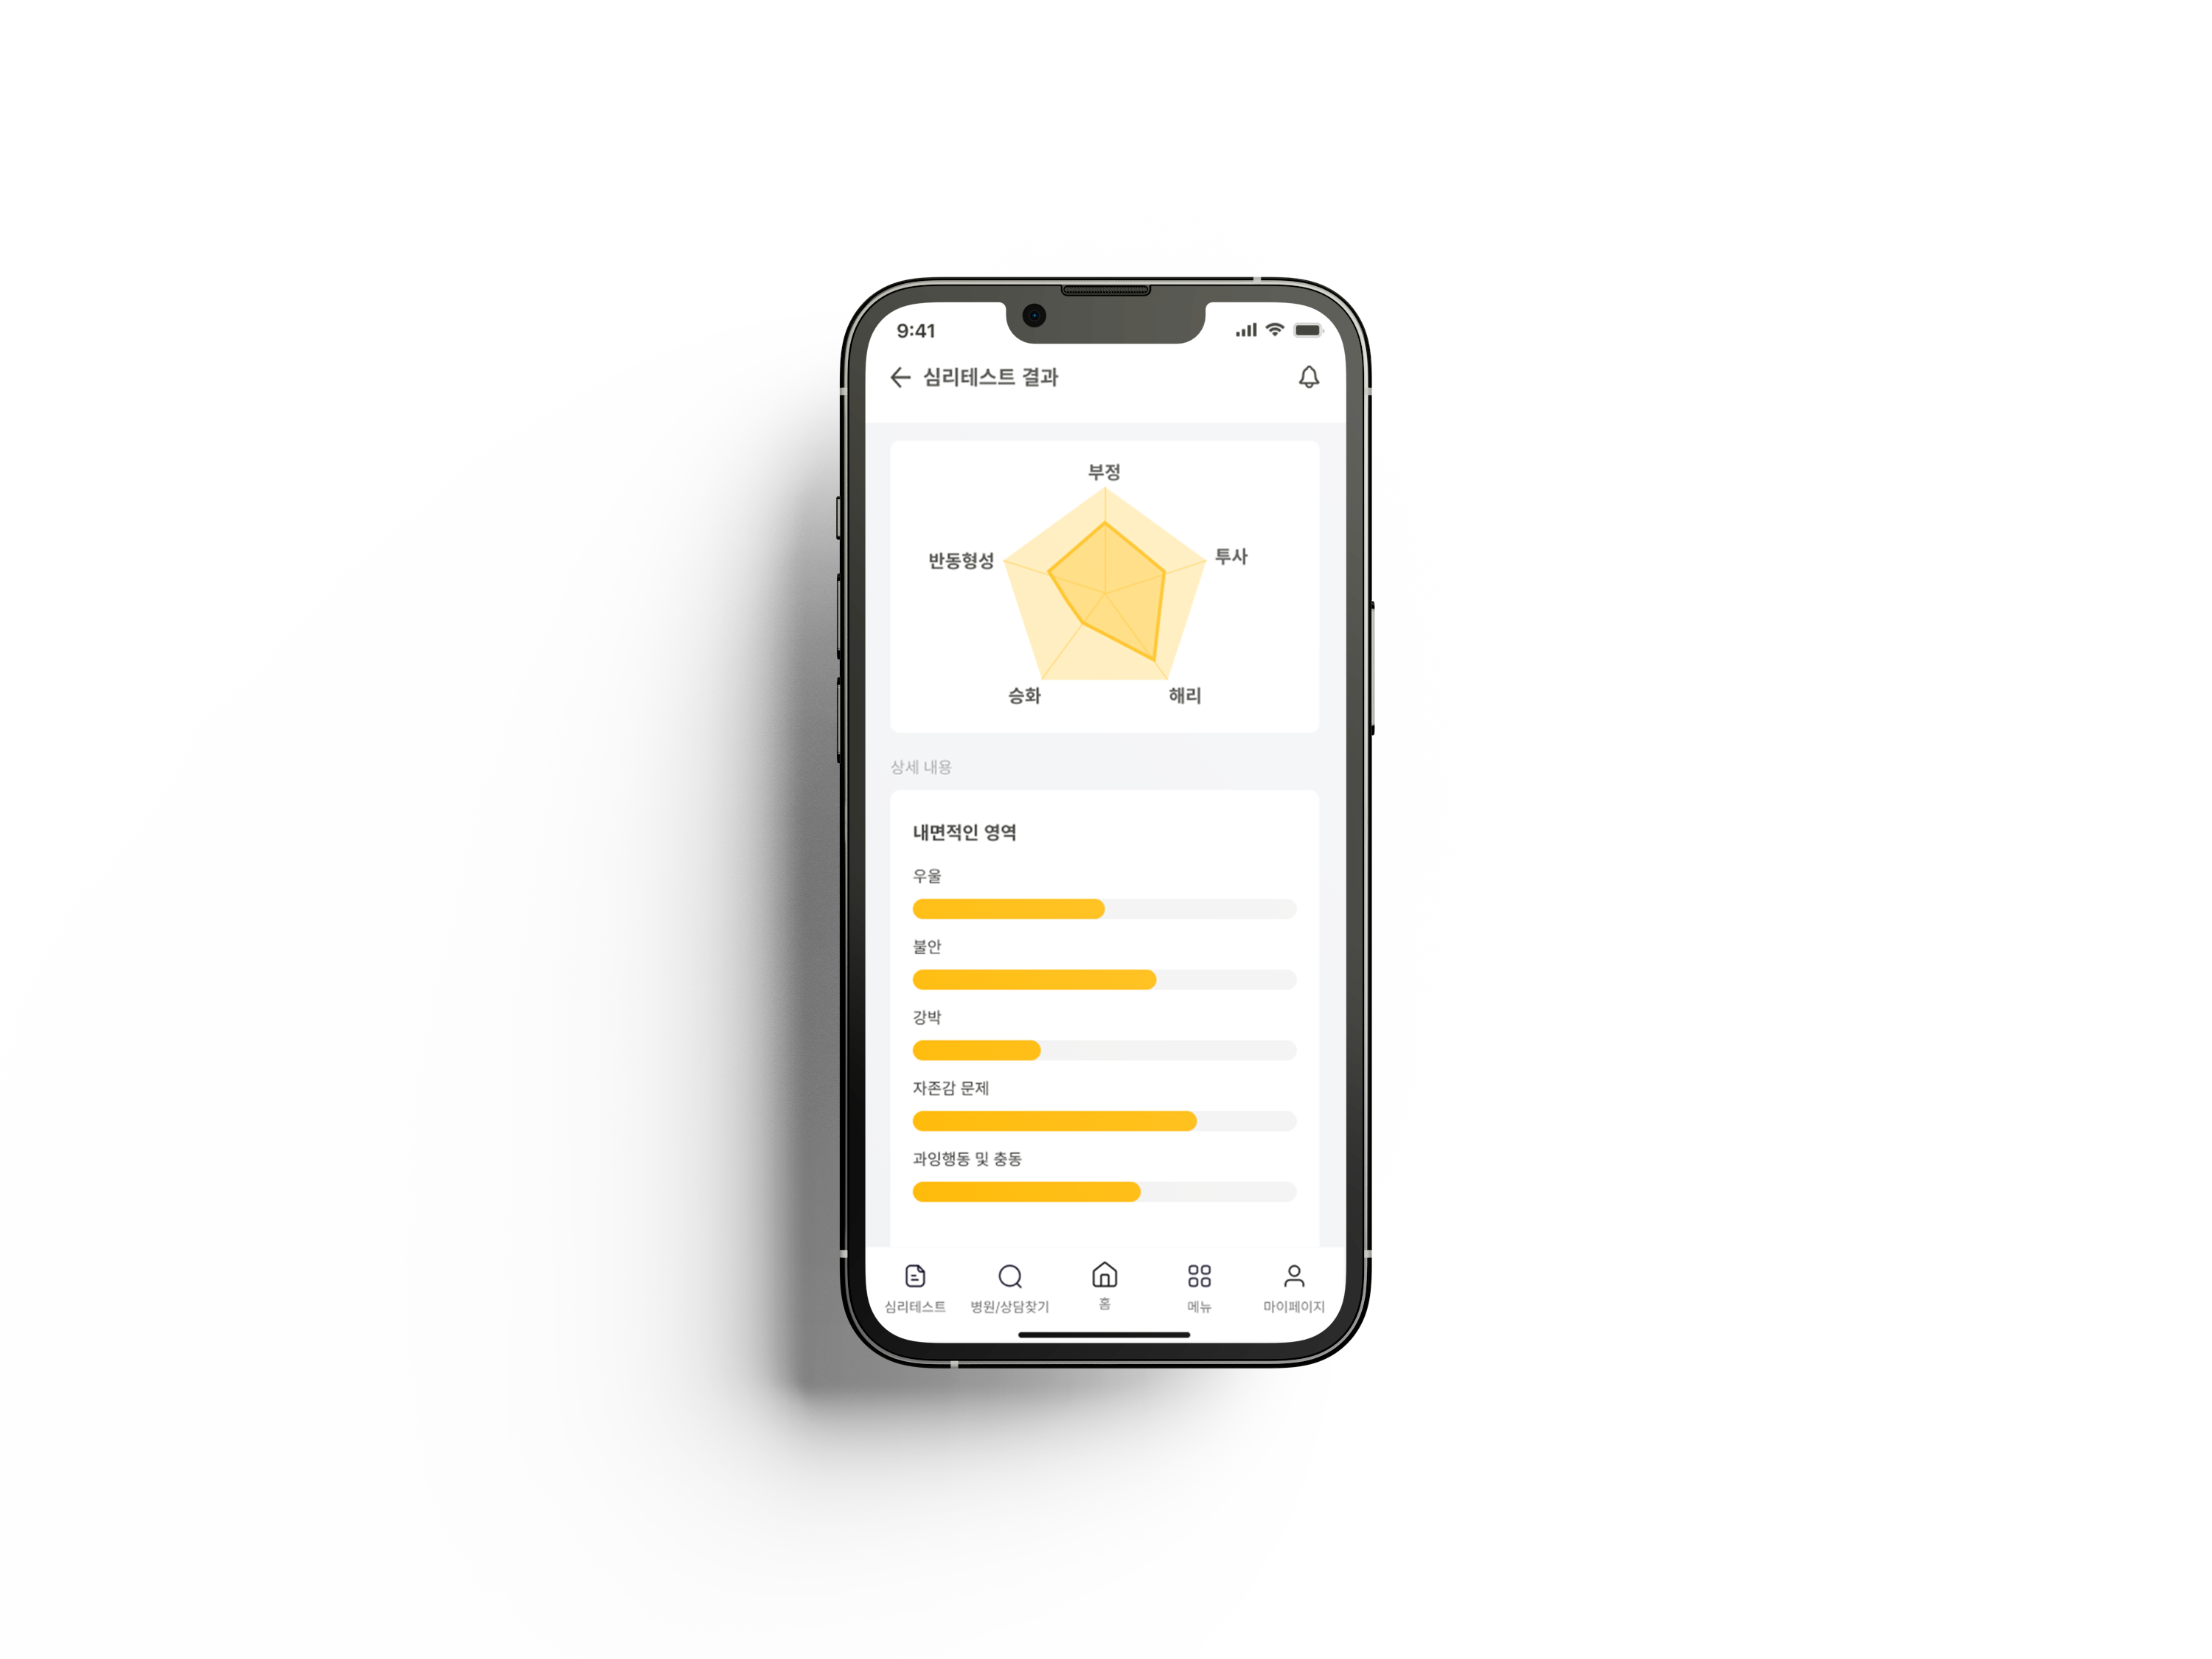 9:41
심리테스트 결과
부정
반동형성
투사
승화
해리
상세 내용
내면적인 영역
우울
불안
강박
자존감 문제
과잉행동 및 충동
심리테스트
병원/상담찾기
홈
메뉴
마이페이지